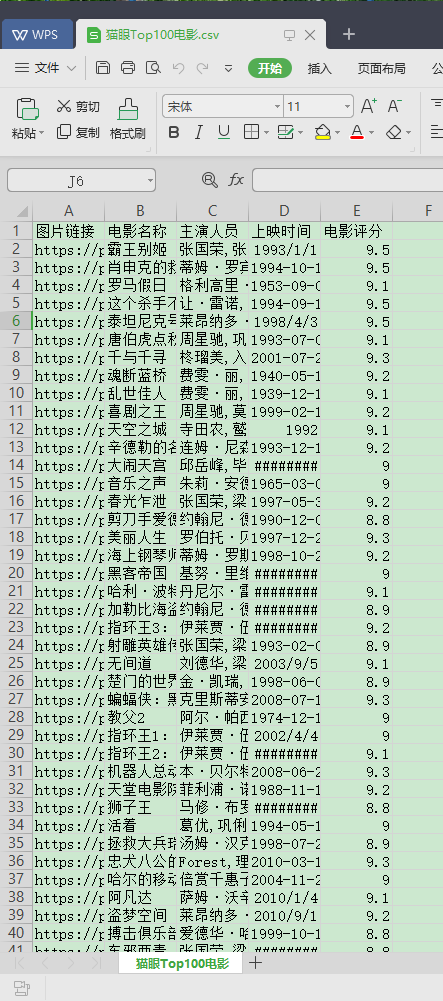 WPS 猫眼Top100电影.csv
文件 开始 插入 页面布局 公
粘贴 剪切 复制 格式刷 宋体 11 A+ A-
B I U A
J6 fx
A B C D E F
1 图片链接 电影名称 主演人员 上映时间 电影评分
2 https://p 霸王别姬 张国荣,张 1993/1/1 9.5
3 https://p 肖申克的救 蒂姆·罗宾 1994-10-1 9.5
4 https://p 罗马假日 格利高里· 1953-09-0 9.1
5 https://p 这个杀手不 让·雷诺, 1994-09-1 9.5
6 https://p 泰坦尼克号 莱昂纳多· 1998/4/3 9.5
7 https://p 唐伯虎点秋 周星驰,巩 1993-07-0 9.1
8 https://p 千与千寻 柊瑠美,入 2001-07-2 9.3
9 https://p 魂断蓝桥 费雯·丽, 1940-05-1 9.2
10 https://p 乱世佳人 费雯·丽, 1939-12-1 9.1
11 https://p 喜剧之王 周星驰,莫 1999-02-1 9.2
12 https://p 天空之城 寺田农,鹫 1992 9.1
13 https://p 辛德勒的名 连姆·尼森 1993-12-1 9.2
14 https://p 大闹天宫 邱岳峰,毕 ######## 9
15 https://p 音乐之声 朱莉·安德 1965-03-0 9
16 https://p 春光乍泄 张国荣,梁 1997-05-3 9.2
17 https://p 剪刀手爱德 约翰尼·德 1990-12-0 8.8
18 https://p 美丽人生 罗伯托·贝 1997-12-2 9.3
19 https://p 海上钢琴师 蒂姆·罗斯 1998-10-2 9.2
20 https://p 黑客帝国 基努·里维 ######## 9
21 https://p 哈利·波特 丹尼尔·雷 ######## 9.1
22 https://p 加勒比海盗 约翰尼·德 ######## 8.9
23 https://p 指环王3: 伊莱贾·伍 ######## 9.2
24 https://p 射雕英雄传 张国荣,梁 1993-02-0 8.9
25 https://p 无间道 刘德华,梁 2003/9/5 9.1
26 https://p 楚门的世界 金·凯瑞, 1998-06-0 8.9
27 https://p 蝙蝠侠:黑 克里斯蒂安 2008-07-1 9.3
28 https://p 教父2 阿尔·帕西 1974-12-1 9
29 https://p 指环王1: 伊莱贾·伍 2002/4/4 9
30 https://p 指环王2: 伊莱贾·伍 ######## 9.1
31 https://p 机器人总动 本·贝尔特 2008-06-2 9.3
32 https://p 天堂电影院 菲利浦·诺 1988-11-1 9.2
33 https://p 狮子王 马修·布罗 ######## 8.8
34 https://p 活着 葛优,巩俐 1994-05-1 9
35 https://p 拯救大兵瑞 汤姆·汉克 1998-07-2 8.9
36 https://p 忠犬八公的 Forest,理 2010-03-1 9.3
37 https://p 哈尔的移动 倍赏千惠子 2004-11-2 9
38 https://p 阿凡达 萨姆·沃辛 2010/1/4 9.1
39 https://p 盗梦空间 莱昂纳多· 2010/9/1 9.2
40 https://p 搏击俱乐部 爱德华·哈 1999-10-1 8.8
41 https://p 东邪西毒 张国荣,梁 ######## 8.8
猫眼Top100电影